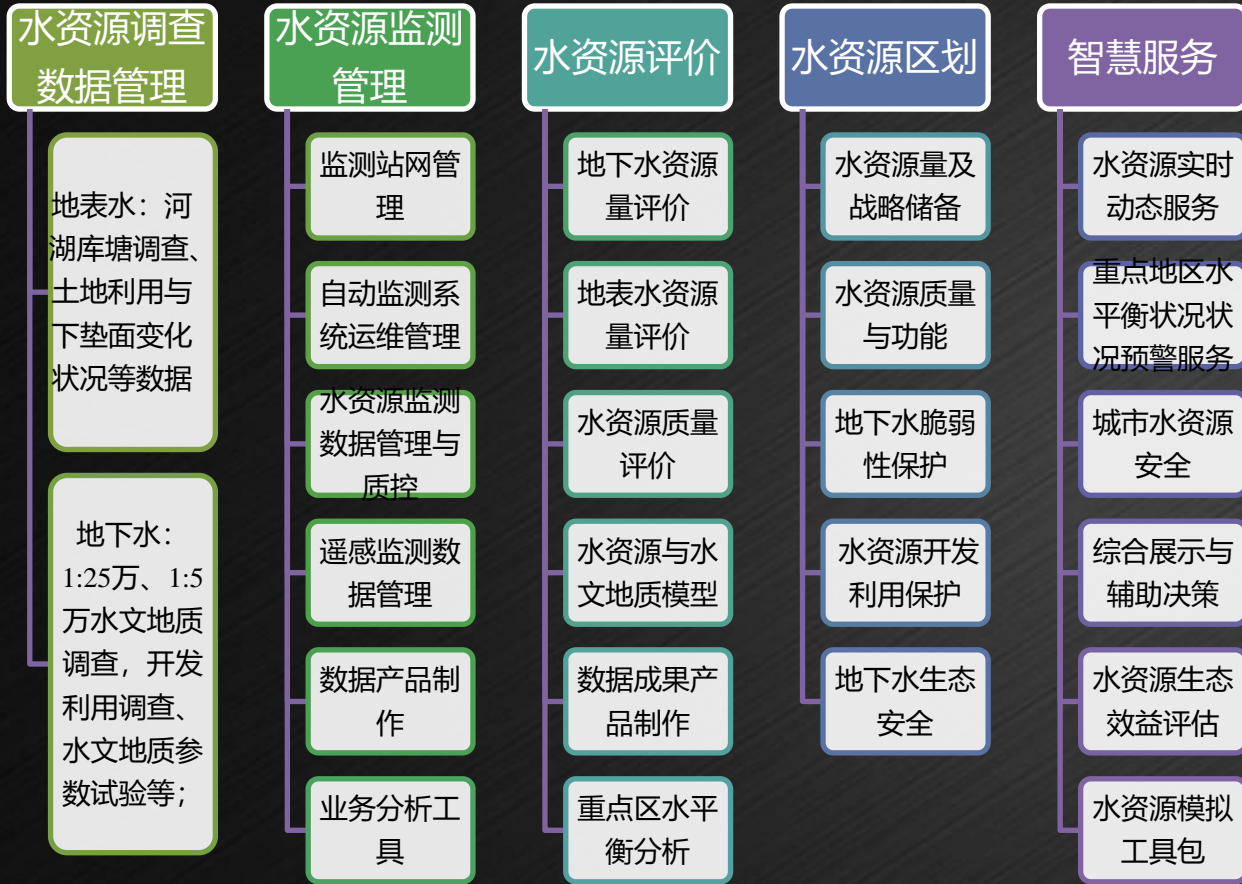 水资源调查
数据管理
地表水：河
湖库塘调查、
土地利用与
下垫面变化
状况等数据
地下水：
1:25万、1:5
万水文地质
调查，开发
利用调查、
水文地质参
数试验等；
水资源监测
管理
监测站网管
理
自动监测系
统运维管理
水资源监测
数据管理与
质控
遥感监测数
据管理
数据产品制
作
业务分析工
具
水资源评价
地下水资源
量评价
地表水资源
量评价
水资源质量
评价
水资源与水
文地质模型
数据成果产
品制作
重点区水平
衡分析
水资源区划
水资源量及
战略储备
水资源质量
与功能
地下水脆弱
性保护
水资源开发
利用保护
地下水生态
安全
智慧服务
水资源实时
动态服务
重点地区水
平衡状况状
况预警服务
城市水资源
安全
综合展示与
辅助决策
水资源生态
效益评估
水资源模拟
工具包